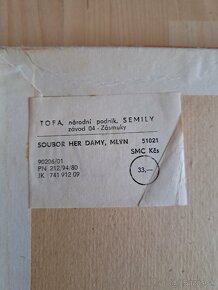 TOFA, národní podnik, SEMILY
závod 04 - Zásmuky
SOUBOR HER DAMY, MLÝN 51021
SMC Kčs
90206/01
PN 212/94/80
JK 741 912 09
33,—